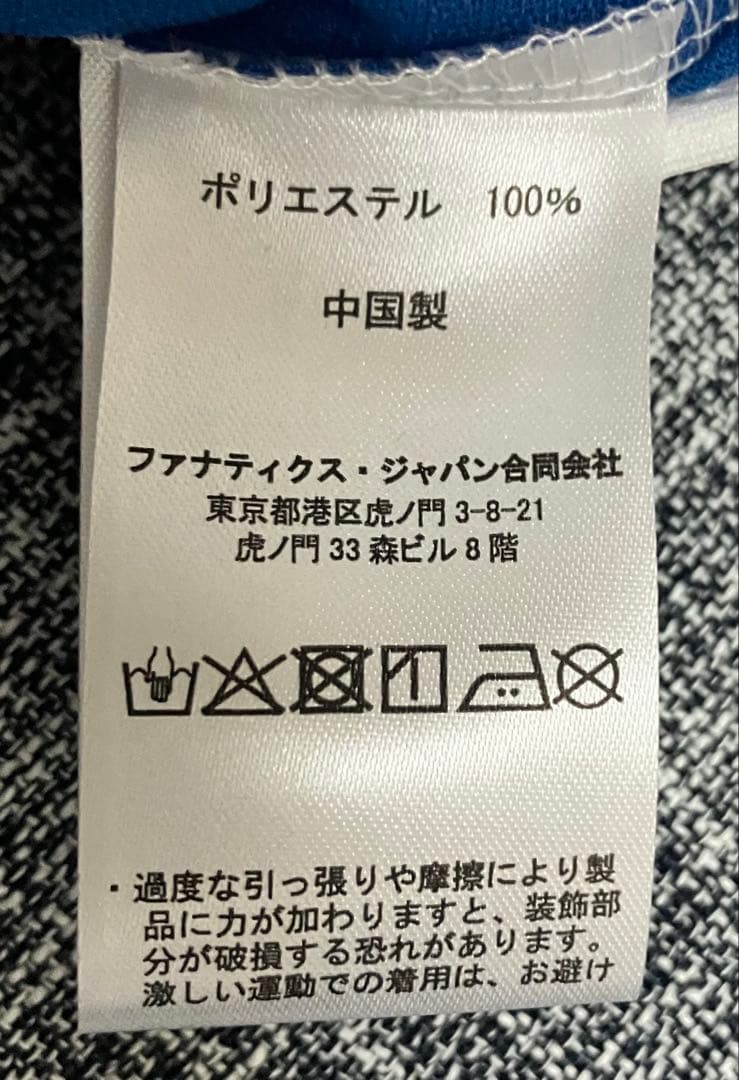 ポリエステル 100%
中国製
ファナティクス・ジャパン合同会社
東京都港区虎ノ門 3-8-21
虎ノ門 33 森ビル 8 階
・過度な引っ張りや摩擦により製
品に力が加わりますと、装飾部
分が破損する恐れがあります。
激しい運動での着用は、お避け